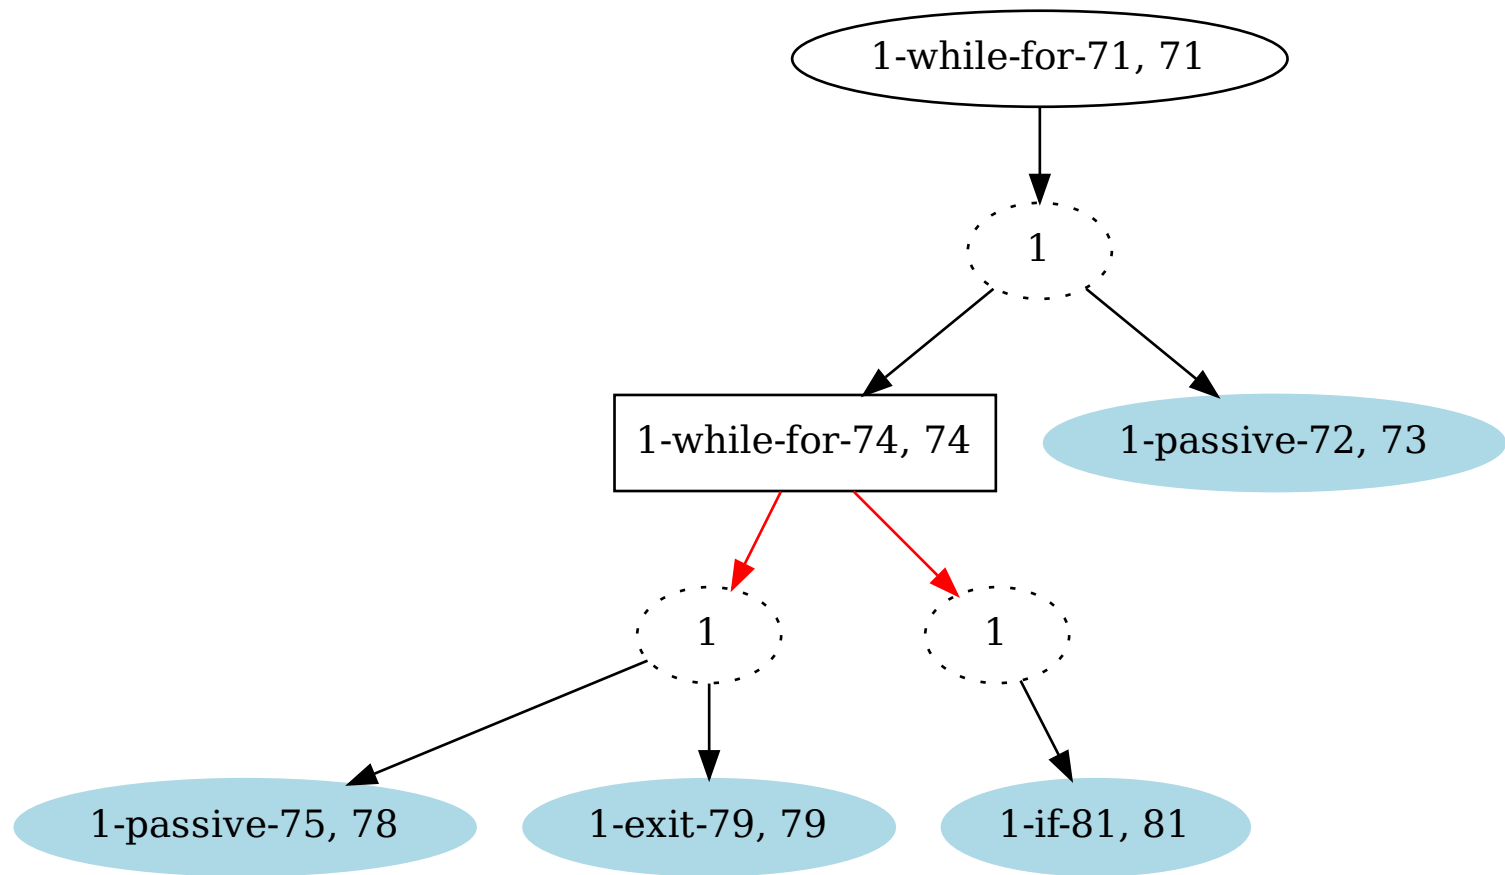 1-while-for-71, 71
1
1-while-for-74, 74
1-passive-72, 73
1
1
1-passive-75, 78
1-exit-79, 79
1-if-81, 81